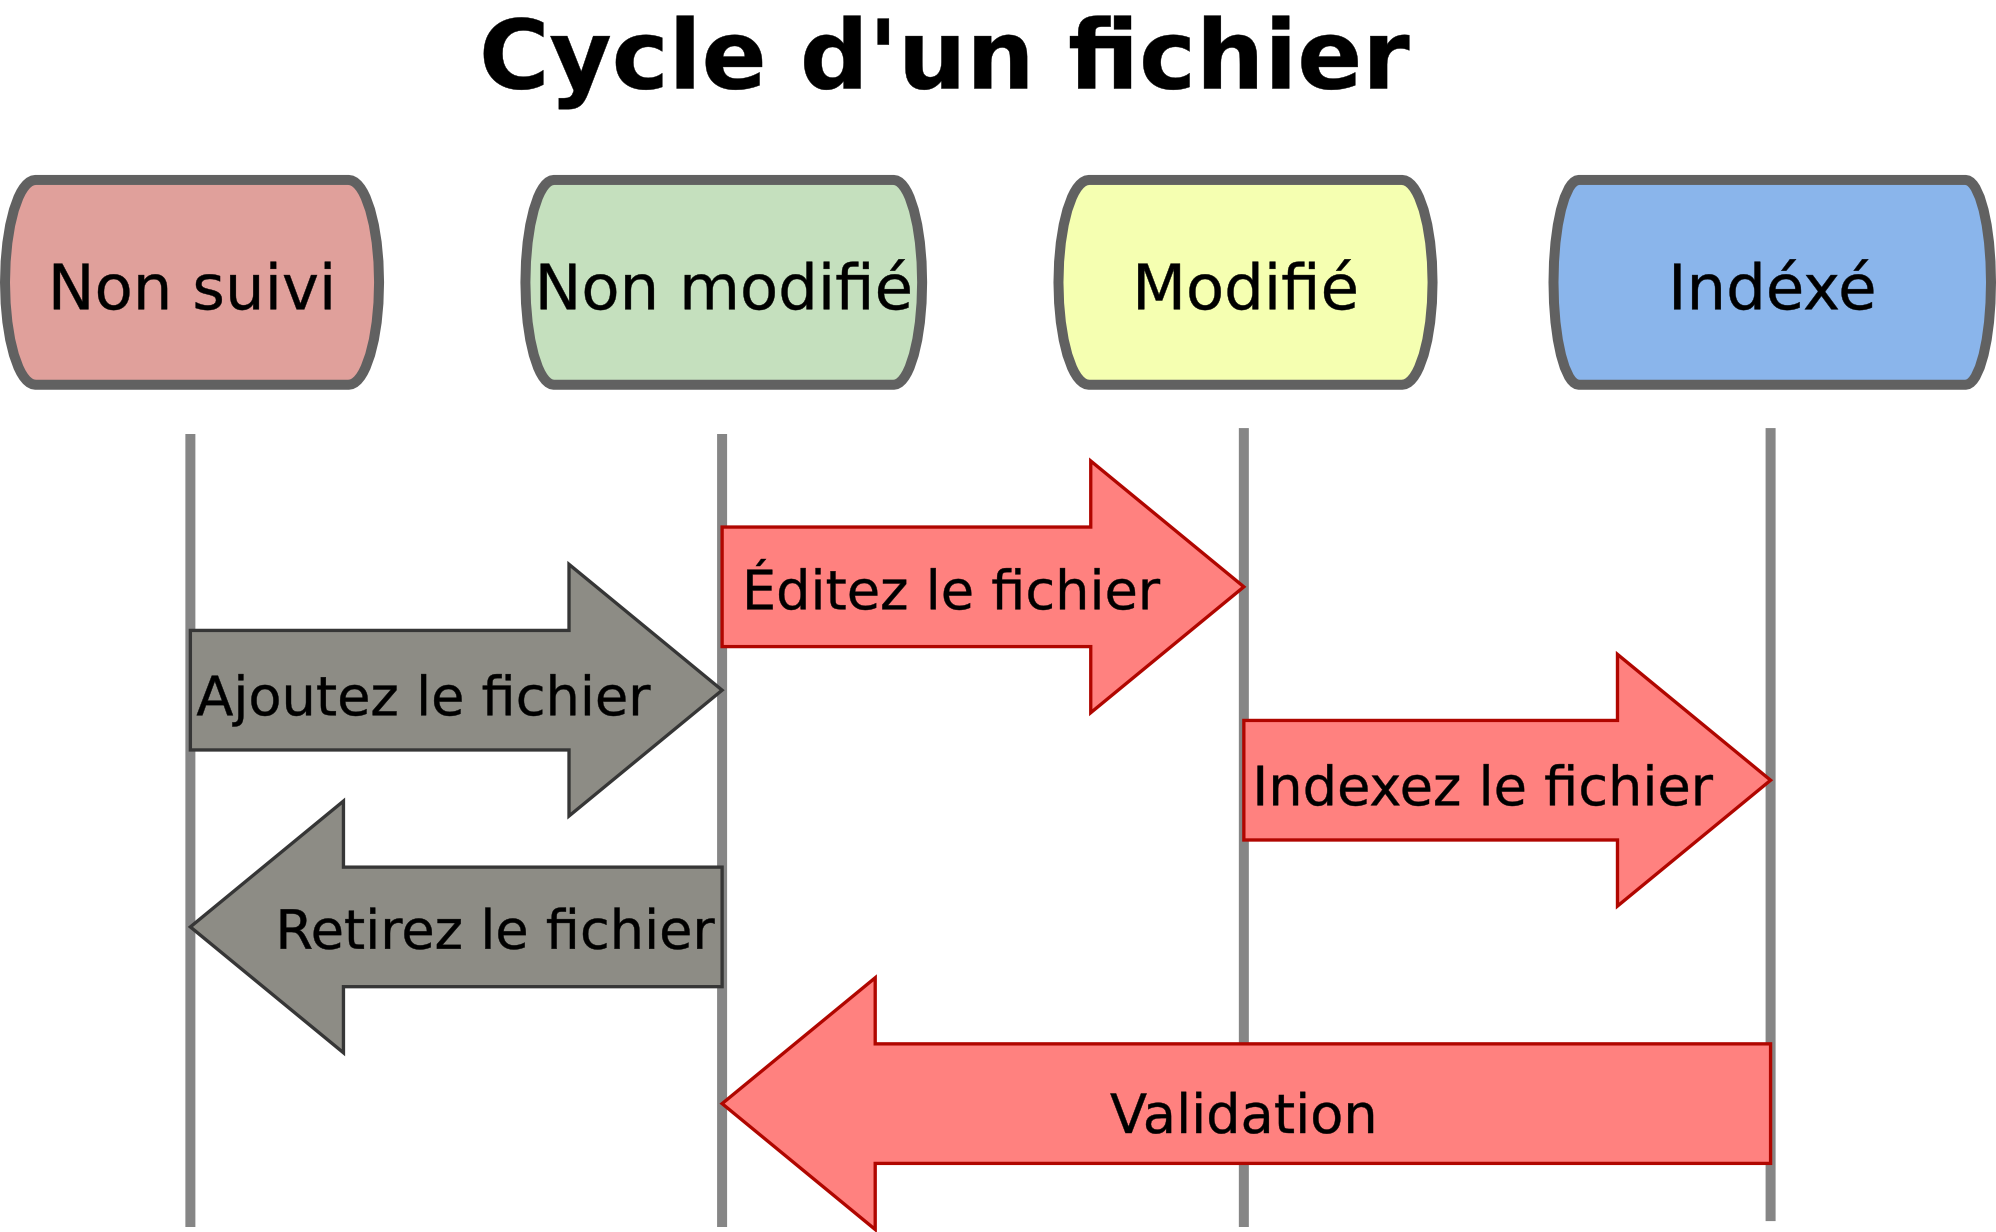 Cycle d'un fichier
Non suivi
Non modifié
Modifié
Indéxé
Éditez le fichier
Ajoutez le fichier
Indexez le fichier
Retirez le fichier
Validation